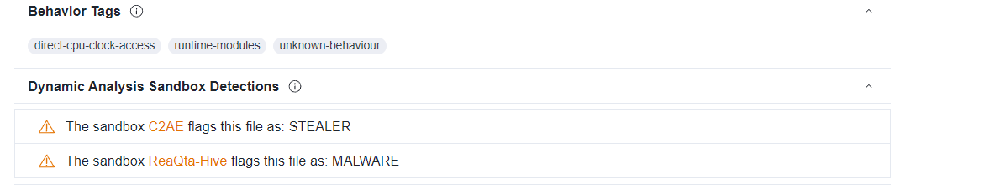 Behavior Tags
direct-cpu-clock-access runtime-modules unknown-behaviour
Dynamic Analysis Sandbox Detections
The sandbox C2AE flags this file as: STEALER
The sandbox ReaQta-Hive flags this file as: MALWARE